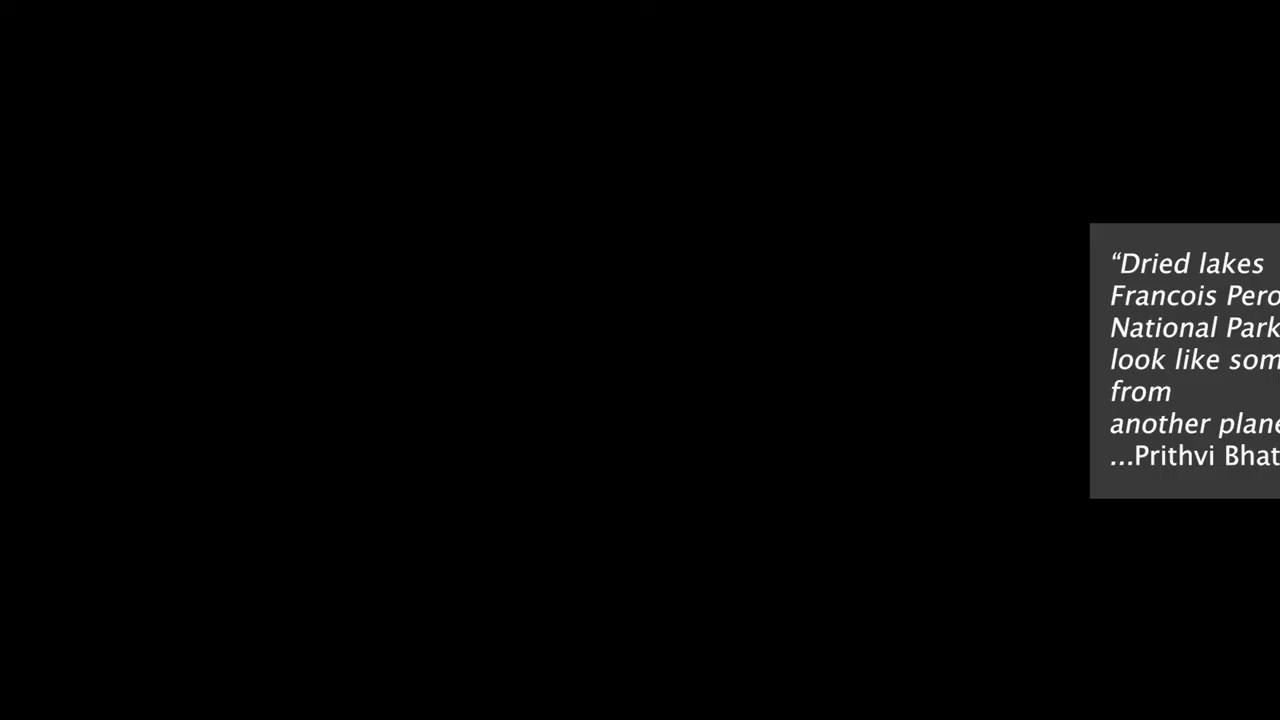 “Dried lakes
Francois Pero
National Park
look like som
from
another plane
...Prithvi Bhat